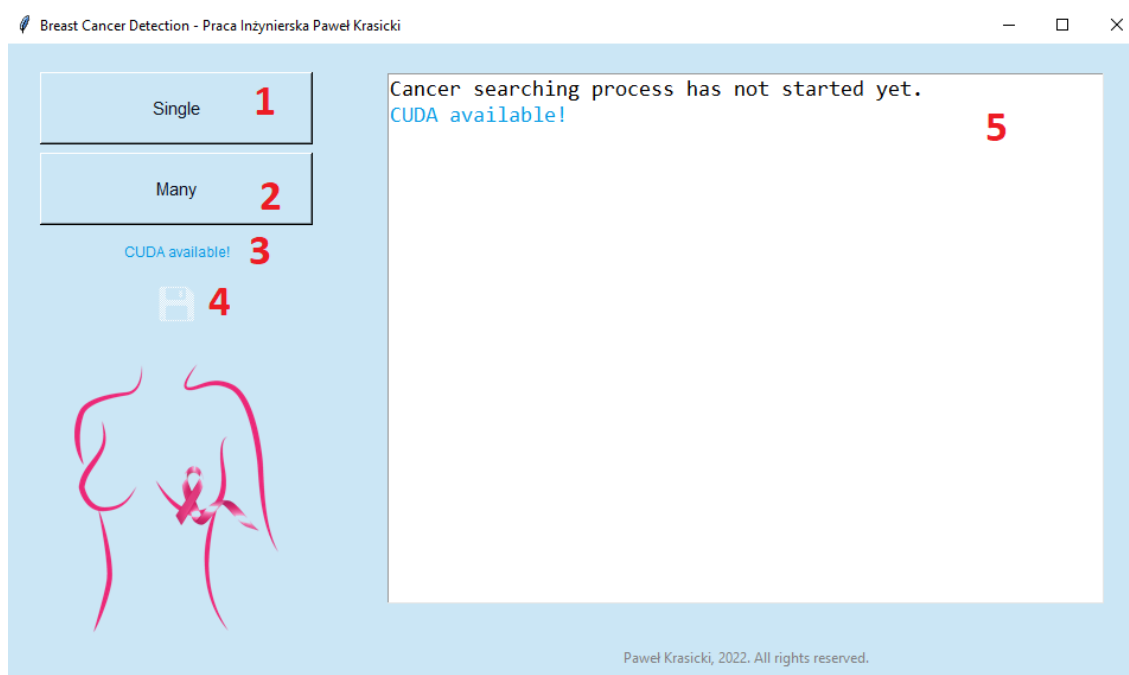 Breast Cancer Detection - Praca Inżynierska Paweł Krasicki
Single 1
Many 2
CUDA available! 3
4
Cancer searching process has not started yet.
CUDA available!
5
Paweł Krasicki, 2022. All rights reserved.